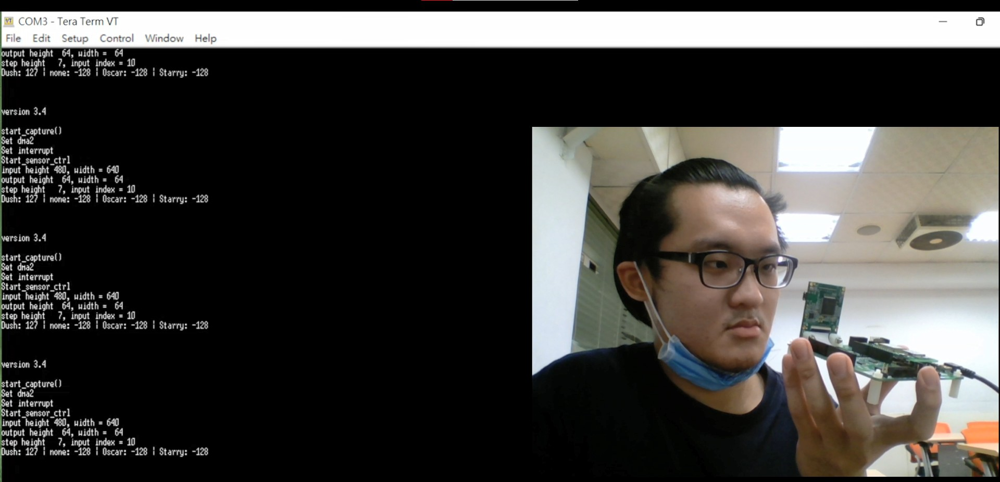 COM3 - Tera Term VT
File Edit Setup Control Window Help
output height  64, width =  64
step height   7, input index = 10
Dush: 127 | none: -128 | Oscar: -128 | Starry: -128
version 3.4
start_capture()
Set dma2
Set interrupt
Start_sensor_ctrl
input height 480, width = 640
output height  64, width =  64
step height   7, input index = 10
Dush: 127 | none: -128 | Oscar: -128 | Starry: -128
version 3.4
start_capture()
Set dma2
Set interrupt
Start_sensor_ctrl
input height 480, width = 640
output height  64, width =  64
step height   7, input index = 10
Dush: 127 | none: -128 | Oscar: -128 | Starry: -128
version 3.4
start_capture()
Set dma2
Set interrupt
Start_sensor_ctrl
input height 480, width = 640
output height  64, width =  64
step height   7, input index = 10
Dush: 127 | none: -128 | Oscar: -128 | Starry: -128